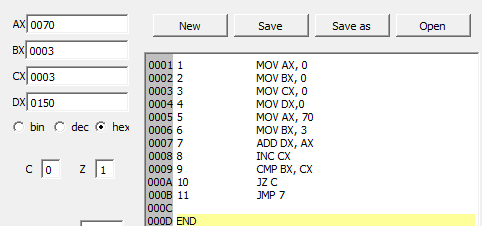 New Save Save as Open
AX 0070
BX 0003
CX 0003
DX 0150
bin dec hex
C 0 Z 1
0001 1 MOV AX, 0
0002 2 MOV BX, 0
0003 3 MOV CX, 0
0004 4 MOV DX,0
0005 5 MOV AX, 70
0006 6 MOV BX, 3
0007 7 ADD DX, AX
0008 8 INC CX
0009 9 CMP BX, CX
000A 10 JZ C
000B 11 JMP 7
000C
000D END